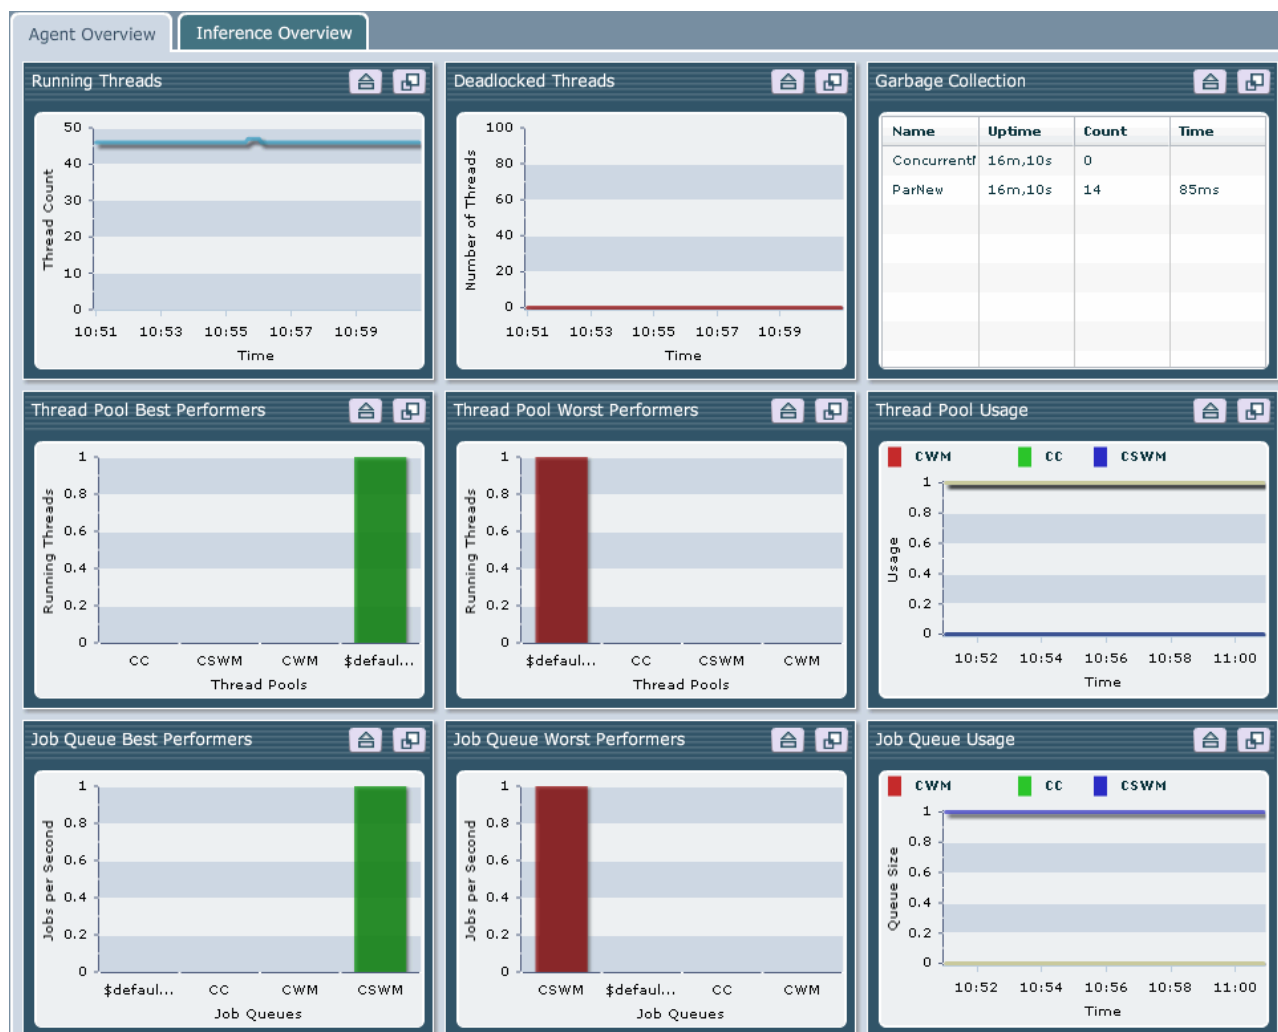 Agent Overview
Inference Overview
Running Threads
50
40
30
20
10
0
Thread Count
10:51 10:53 10:55 10:57 10:59
Time
Deadlocked Threads
100
80
60
40
20
0
Number of Threads
10:51 10:53 10:55 10:57 10:59
Time
Garbage Collection
Name Uptime Count Time
Concurrent 16m,10s 0
ParNew 16m,10s 14 85ms
Thread Pool Best Performers
1
0.8
0.6
0.4
0.2
0
Running Threads
CC CSWM CWM $defaul...
Thread Pools
Thread Pool Worst Performers
1
0.8
0.6
0.4
0.2
0
Running Threads
$defaul... CC CSWM CWM
Thread Pools
Thread Pool Usage
CWM CC CSWM
1
0.8
0.6
0.4
0.2
0
Usage
10:52 10:54 10:56 10:58 11:00
Time
Job Queue Best Performers
1
0.8
0.6
0.4
0.2
0
Jobs per Second
$defaul... CC CWM CSWM
Job Queues
Job Queue Worst Performers
1
0.8
0.6
0.4
0.2
0
Jobs per Second
CSWM $defaul... CC CWM
Job Queues
Job Queue Usage
CWM CC CSWM
1
0.8
0.6
0.4
0.2
0
Queue Size
10:52 10:54 10:56 10:58 11:00
Time